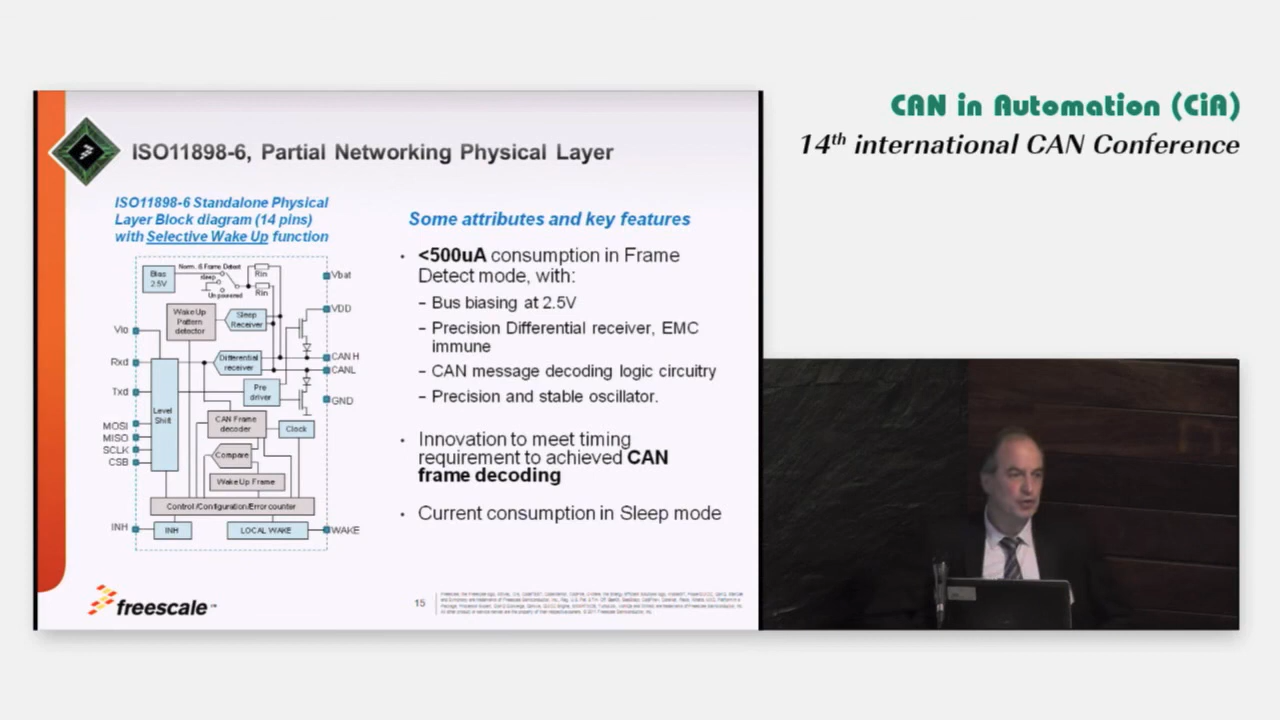 CAN in Automation (CiA)
14th international CAN Conference
ISO11898-6, Partial Networking Physical Layer
ISO11898-6 Standalone Physical
Layer Block diagram (14 pins)
with Selective Wake Up function
Bias
2.5V
Norm. & Frame Detect
sleep
Unpowered
Rin
Rin
Vbat
Wake Up
Pattern
detector
Sleep
Receiver
VDD
Vio
Rxd
Differential
receiver
CAN H
CANL
Txd
Pre
driver
GND
Level
Shift
CAN Frame
decoder
Clock
MOSI
MISO
SCLK
CSB
Compare
Wake Up Frame
Control /Configuration/Error counter
INH
INH
LOCAL WAKE
WAKE
Some attributes and key features
• <500uA consumption in Frame
Detect mode, with:
– Bus biasing at 2.5V
– Precision Differential receiver, EMC
immune
– CAN message decoding logic circuitry
– Precision and stable oscillator.
• Innovation to meet timing
requirement to achieved CAN
frame decoding
• Current consumption in Sleep mode
freescale™
15